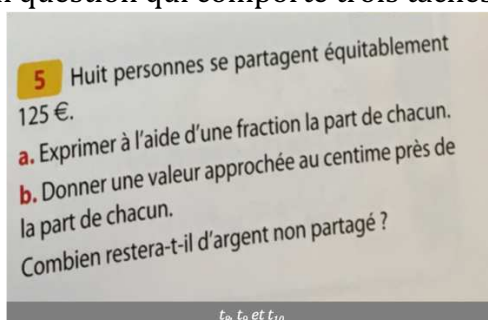 question qui comporte trois tâches
5 Huit personnes se partagent équitablement
125 €.
a. Exprimer à l'aide d'une fraction la part de chacun.
b. Donner une valeur approchée au centime près de
la part de chacun.
Combien restera-t-il d'argent non partagé ?
t₈, t₉ et t₁₀